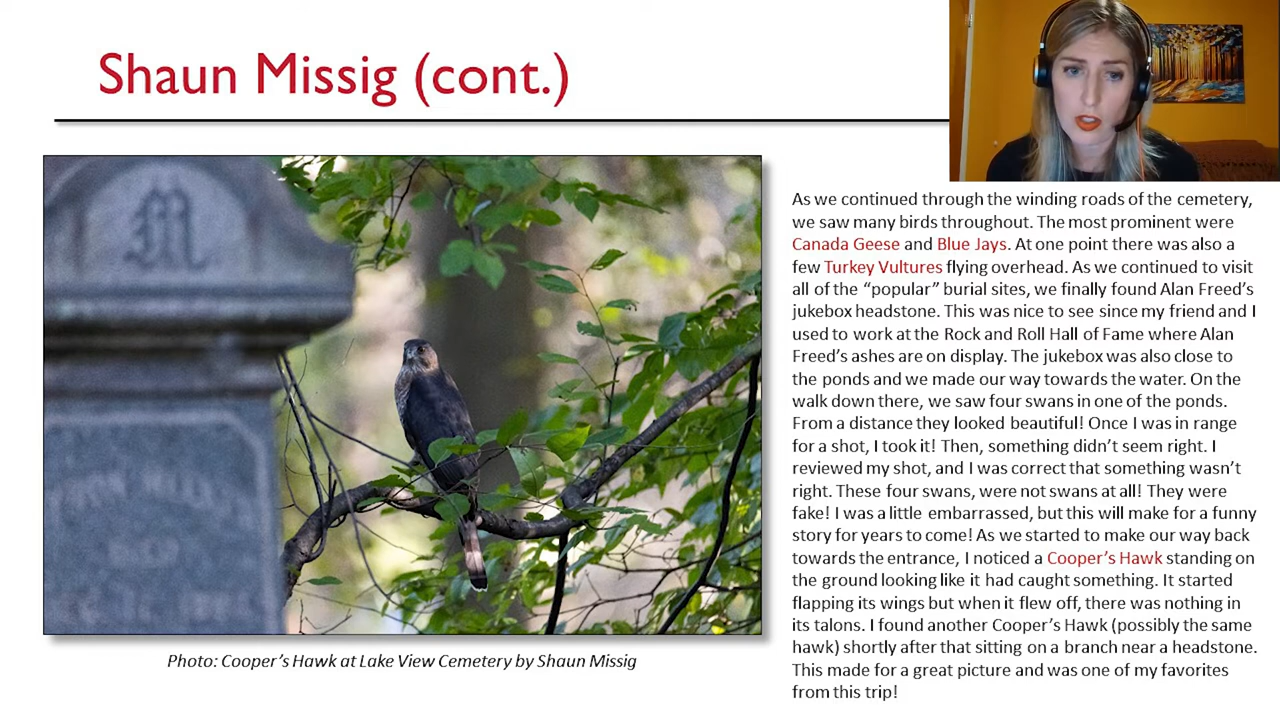 Shaun Missig (cont.)
As we continued through the winding roads of the cemetery,
we saw many birds throughout. The most prominent were
Canada Geese and Blue Jays. At one point there was also a
few Turkey Vultures flying overhead. As we continued to visit
all of the “popular” burial sites, we finally found Alan Freed’s
jukebox headstone. This was nice to see since my friend and I
used to work at the Rock and Roll Hall of Fame where Alan
Freed’s ashes are on display. The jukebox was also close to
the ponds and we made our way towards the water. On the
walk down there, we saw four swans in one of the ponds.
From a distance they looked beautiful! Once I was in range
for a shot, I took it! Then, something didn’t seem right. I
reviewed my shot, and I was correct that something wasn’t
right. These four swans, were not swans at all! They were
fake! I was a little embarrassed, but this will make for a funny
story for years to come! As we started to make our way back
towards the entrance, I noticed a Cooper’s Hawk standing on
the ground looking like it had caught something. It started
flapping its wings but when it flew off, there was nothing in
its talons. I found another Cooper’s Hawk (possibly the same
hawk) shortly after that sitting on a branch near a headstone.
This made for a great picture and was one of my favorites
from this trip!
M
Photo: Cooper’s Hawk at Lake View Cemetery by Shaun Missig